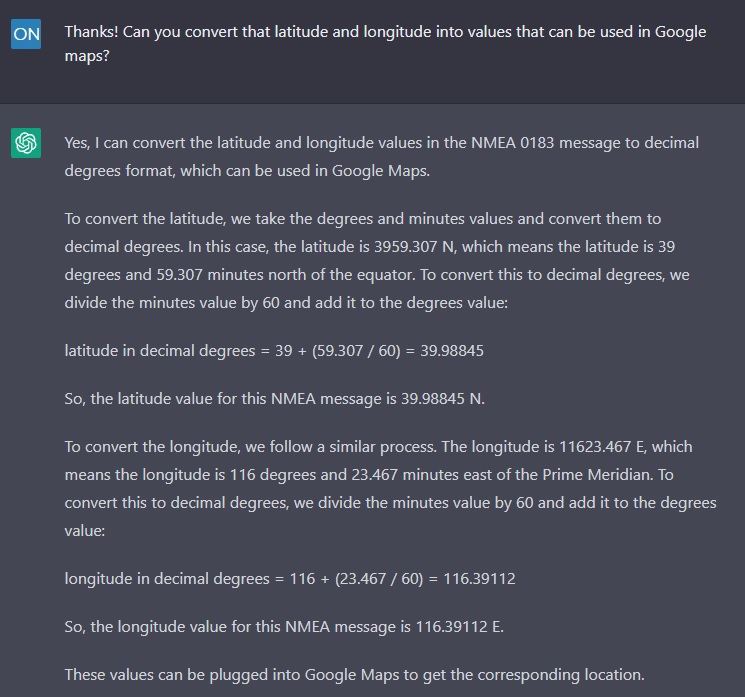 ON
Thanks! Can you convert that latitude and longitude into values that can be used in Google
maps?
Yes, I can convert the latitude and longitude values in the NMEA 0183 message to decimal
degrees format, which can be used in Google Maps.
To convert the latitude, we take the degrees and minutes values and convert them to
decimal degrees. In this case, the latitude is 3959.307 N, which means the latitude is 39
degrees and 59.307 minutes north of the equator. To convert this to decimal degrees, we
divide the minutes value by 60 and add it to the degrees value:
latitude in decimal degrees = 39 + (59.307 / 60) = 39.98845
So, the latitude value for this NMEA message is 39.98845 N.
To convert the longitude, we follow a similar process. The longitude is 11623.467 E, which
means the longitude is 116 degrees and 23.467 minutes east of the Prime Meridian. To
convert this to decimal degrees, we divide the minutes value by 60 and add it to the degrees
value:
longitude in decimal degrees = 116 + (23.467 / 60) = 116.39112
So, the longitude value for this NMEA message is 116.39112 E.
These values can be plugged into Google Maps to get the corresponding location.